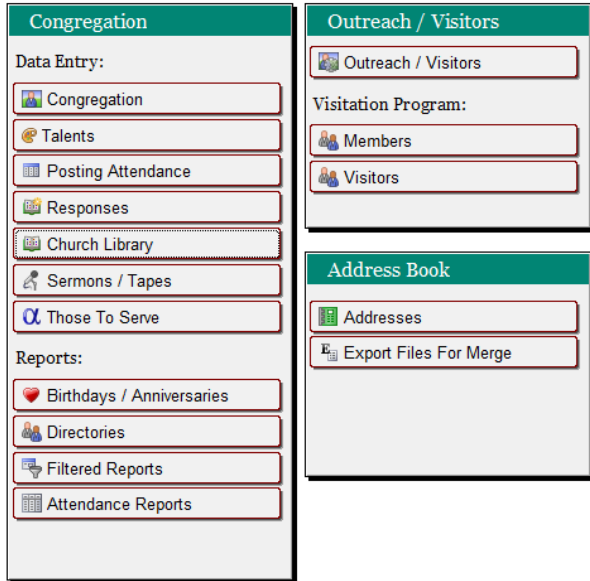 Congregation
Data Entry:
Congregation
Talents
Posting Attendance
Responses
Church Library
Sermons / Tapes
Those To Serve
Reports:
Birthdays / Anniversaries
Directories
Filtered Reports
Attendance Reports
Outreach / Visitors
Outreach / Visitors
Visitation Program:
Members
Visitors
Address Book
Addresses
Export Files For Merge